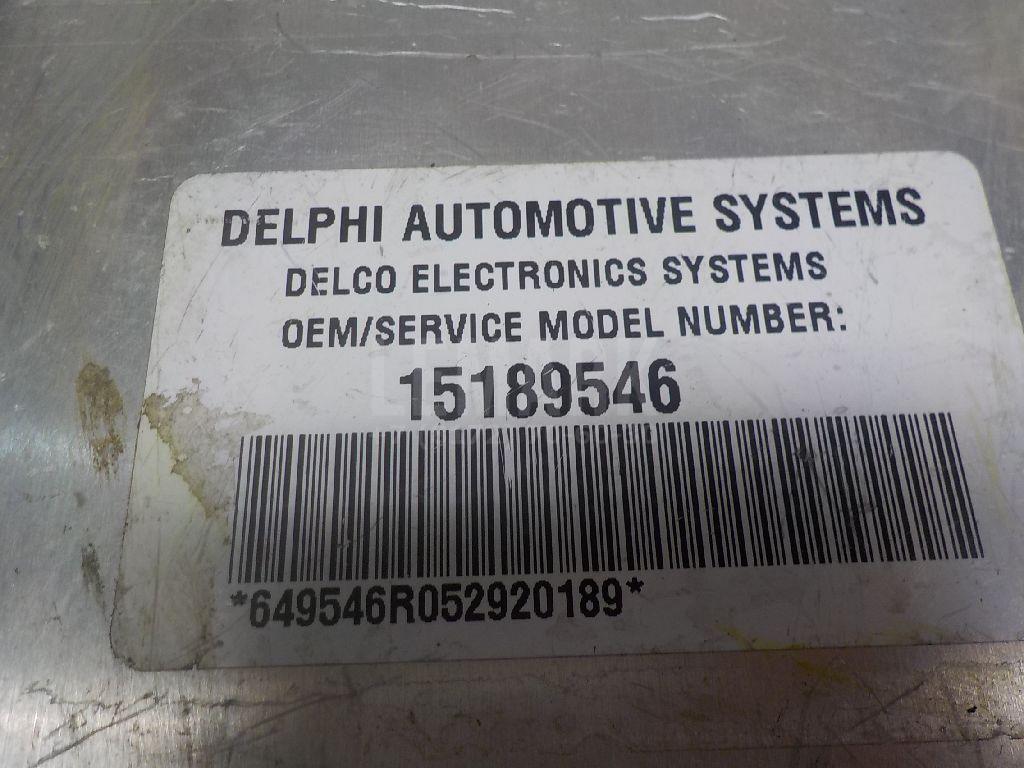 DELPHI AUTOMOTIVE SYSTEMS
DELCO ELECTRONICS SYSTEMS
OEM/SERVICE MODEL NUMBER:
15189546
*649546R052920189*